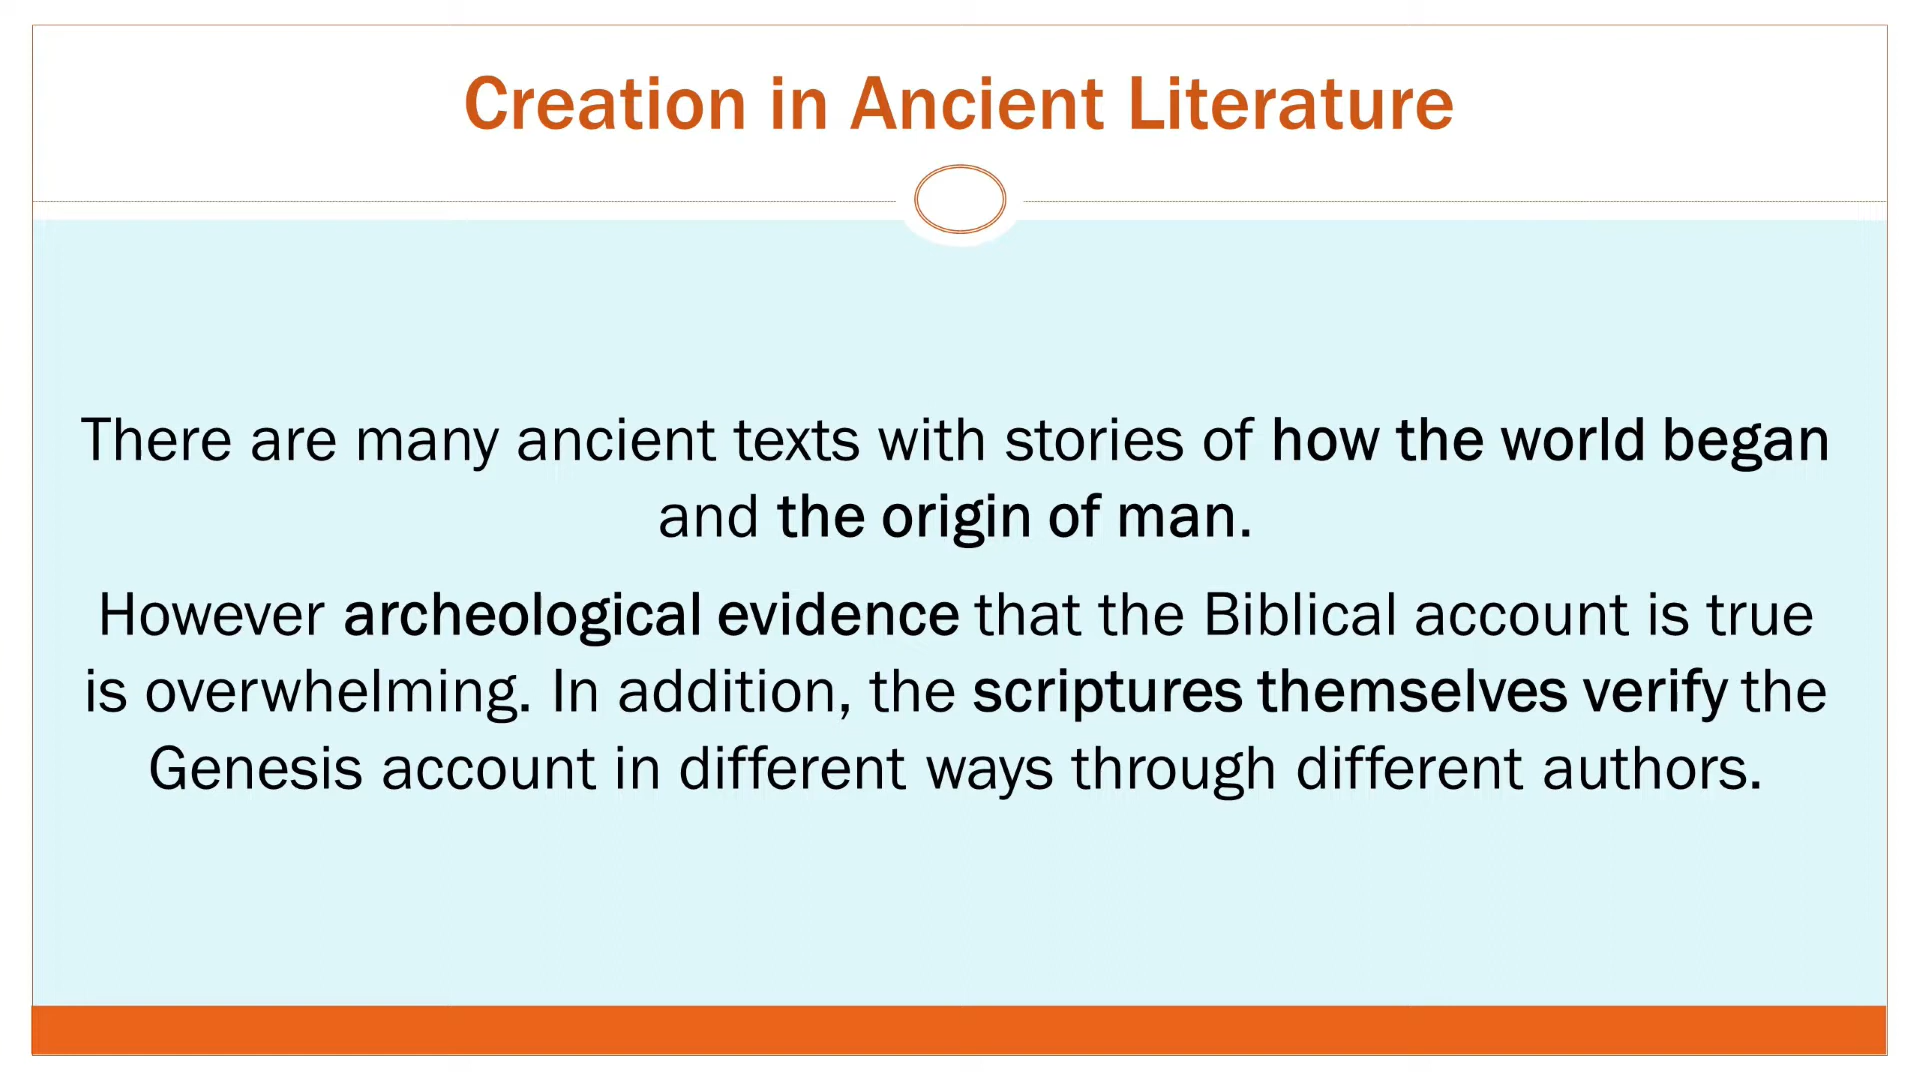 Creation in Ancient Literature
There are many ancient texts with stories of how the world began
and the origin of man.
However archeological evidence that the Biblical account is true
is overwhelming. In addition, the scriptures themselves verify the
Genesis account in different ways through different authors.